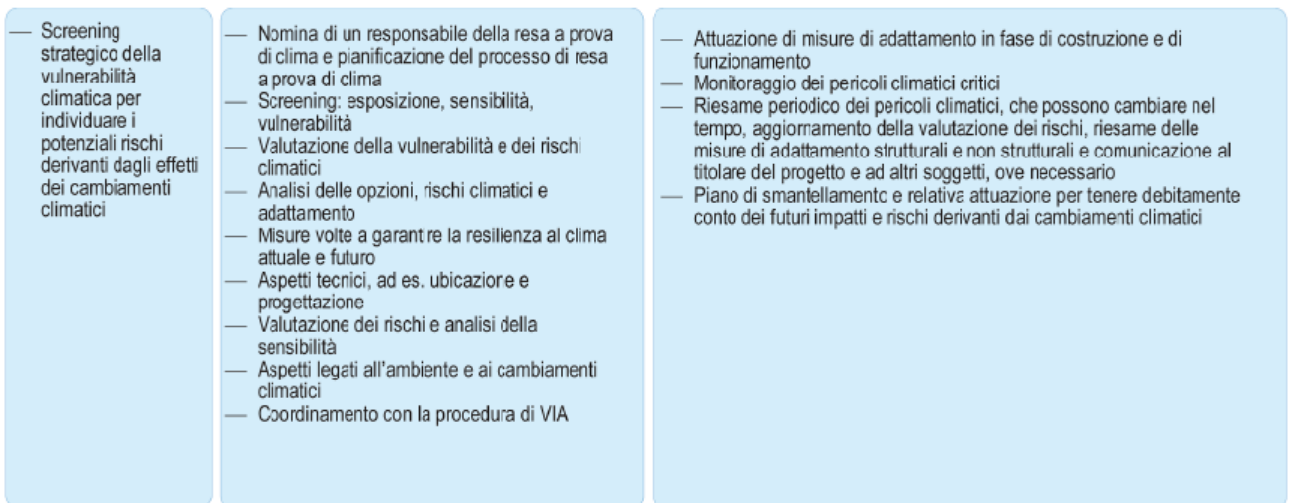 — Screening
strategico della
vulnerabilità
climatica per
individuare i
potenziali rischi
derivanti dagli effetti
dei cambiamenti
climatici
— Nomina di un responsabile della resa a prova
di clima e pianificazione del processo di resa
a prova di clima
— Screening: esposizione, sensibilità,
vulnerabilità
— Valutazione della vulnerabilità e dei rischi
climatici
— Analisi delle opzioni, rischi climatici e
adattamento
— Misure volte a garantire la resilienza al clima
attuale e futuro
— Aspetti tecnici, ad es. ubicazione e
progettazione
— Valutazione dei rischi e analisi della
sensibilità
— Aspetti legati all'ambiente e ai cambiamenti
climatici
— Coordinamento con la procedura di VIA
— Attuazione di misure di adattamento in fase di costruzione e di
funzionamento
— Monitoraggio dei pericoli climatici critici
— Riesame periodico dei pericoli climatici, che possono cambiare nel
tempo, aggiornamento della valutazione dei rischi, riesame delle
misure di adattamento strutturali e non strutturali e comunicazione al
titolare del progetto e ad altri soggetti, ove necessario
— Piano di smantellamento e relativa attuazione per tenere debitamente
conto dei futuri impatti e rischi derivanti dai cambiamenti climatici